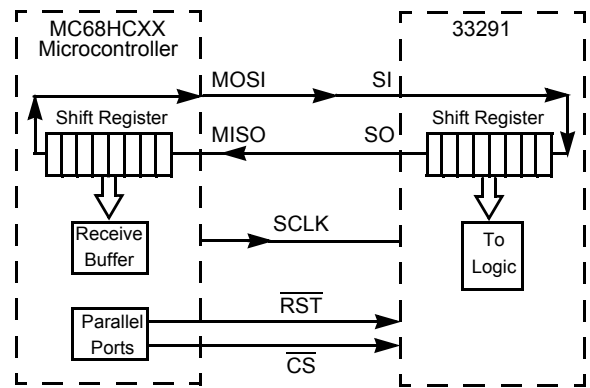 MC68HCXX
Microcontroller
33291
MOSI
SI
Shift Register
Shift Register
MISO
SO
Receive
Buffer
SCLK
To
Logic
Parallel
Ports
RST
CS